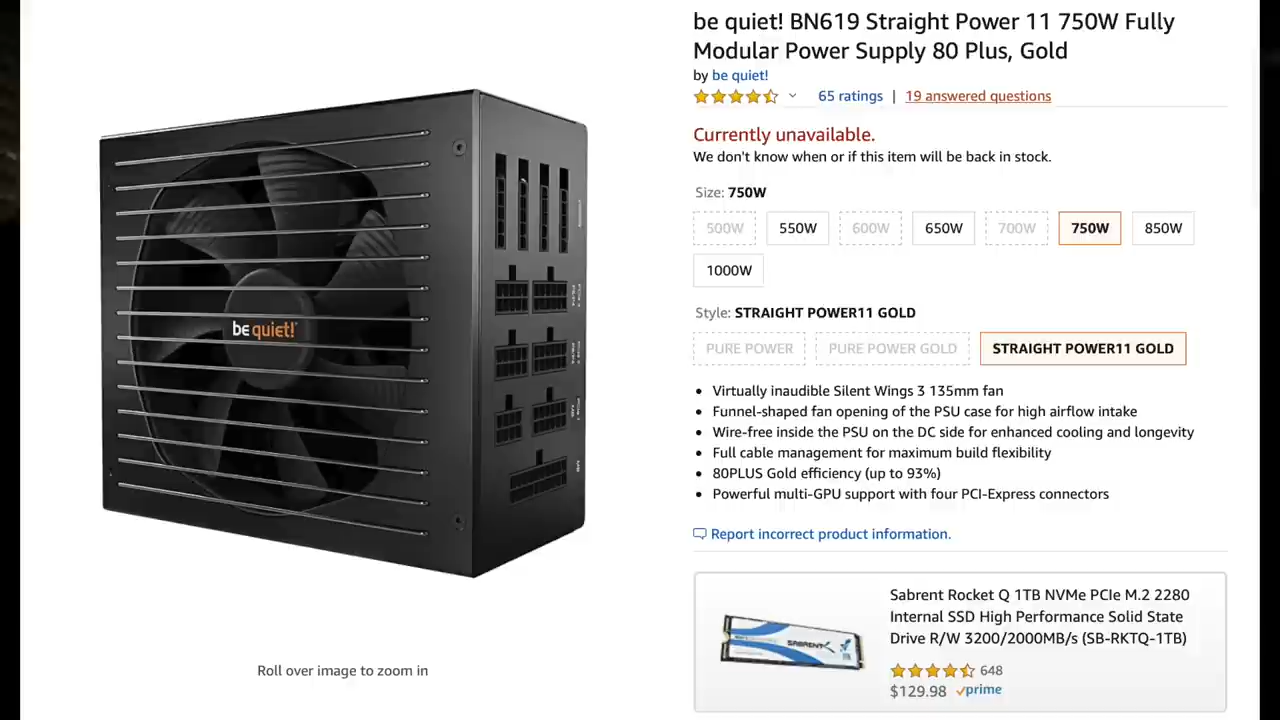 be quiet! BN619 Straight Power 11 750W Fully
Modular Power Supply 80 Plus, Gold
by be quiet!
65 ratings | 19 answered questions
Currently unavailable.
We don't know when or if this item will be back in stock.
Size: 750W
500W 550W 600W 650W 700W 750W 850W
1000W
Style: STRAIGHT POWER11 GOLD
PURE POWER PURE POWER GOLD STRAIGHT POWER11 GOLD
• Virtually inaudible Silent Wings 3 135mm fan
• Funnel-shaped fan opening of the PSU case for high airflow intake
• Wire-free inside the PSU on the DC side for enhanced cooling and longevity
• Full cable management for maximum build flexibility
• 80PLUS Gold efficiency (up to 93%)
• Powerful multi-GPU support with four PCI-Express connectors
Report incorrect product information.
Sabrent Rocket Q 1TB NVMe PCIe M.2 2280
Internal SSD High Performance Solid State
Drive R/W 3200/2000MB/s (SB-RKTQ-1TB)
648
$129.98 prime
be quiet!
SABRENT
Roll over image to zoom in